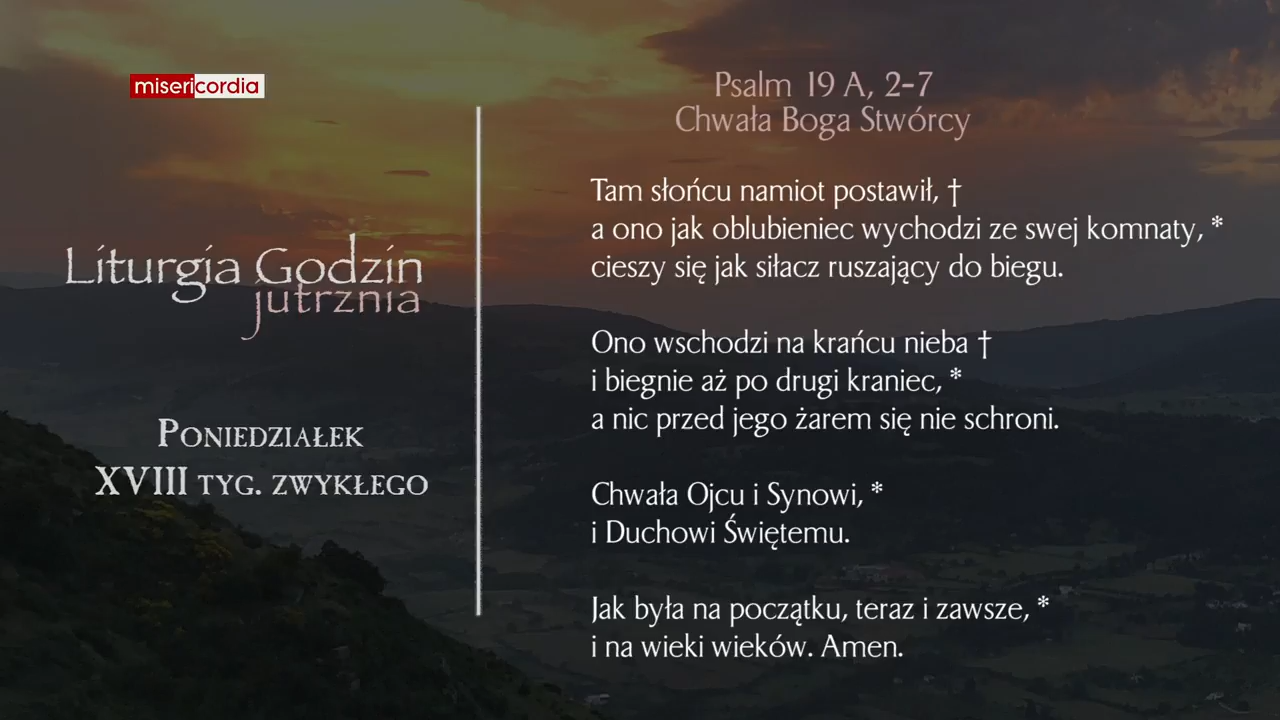 misericordia
Liturgia Godzin
jutrznia
Poniedziałek
XVIII tyg. zwykłego
Psalm 19 A, 2-7
Chwała Boga Stwórcy
Tam słońcu namiot postawił, †
a ono jak oblubieniec wychodzi ze swej komnaty, *
cieszy się jak siłacz ruszający do biegu.
Ono wschodzi na krańcu nieba †
i biegnie aż po drugi kraniec, *
a nic przed jego żarem się nie schroni.
Chwała Ojcu i Synowi, *
i Duchowi Świętemu.
Jak była na początku, teraz i zawsze, *
i na wieki wieków. Amen.